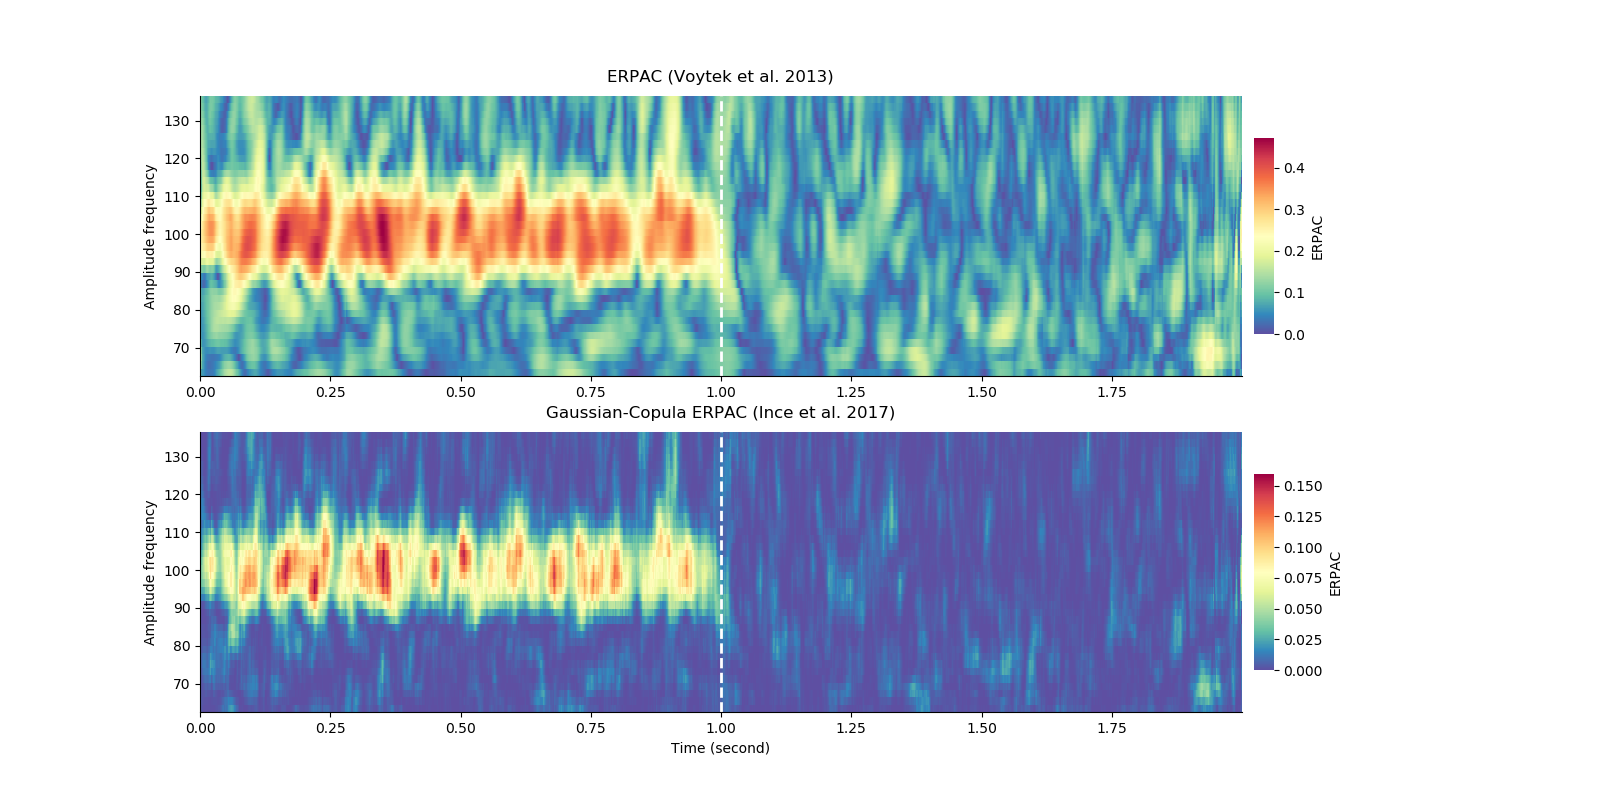 ERPAC (Voytek et al. 2013)
Amplitude frequency
130
120
110
100
90
80
70
0.00 0.25 0.50 0.75 1.00 1.25 1.50 1.75
0.4
0.3
0.2
0.1
0.0
ERPAC
Gaussian-Copula ERPAC (Ince et al. 2017)
Amplitude frequency
130
120
110
100
90
80
70
0.00 0.25 0.50 0.75 1.00 1.25 1.50 1.75
Time (second)
0.150
0.125
0.100
0.075
0.050
0.025
0.000
ERPAC